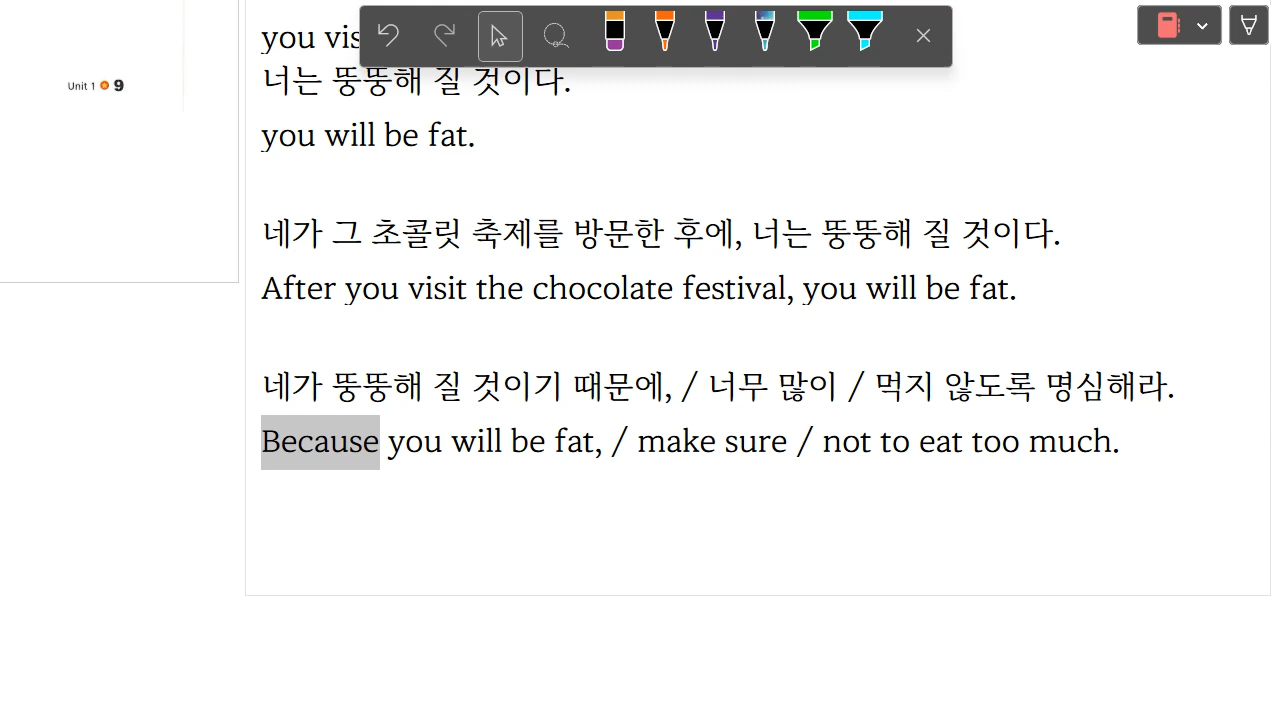 you vis
너는 뚱뚱해 질 것이다.
you will be fat.
Unit 1 9
네가 그 초콜릿 축제를 방문한 후에, 너는 뚱뚱해 질 것이다.
After you visit the chocolate festival, you will be fat.
네가 뚱뚱해 질 것이기 때문에, / 너무 많이 / 먹지 않도록 명심해라.
Because you will be fat, / make sure / not to eat too much.